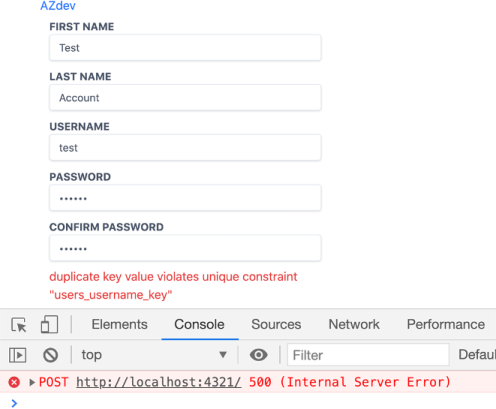 AZdev
FIRST NAME
Test
LAST NAME
Account
USERNAME
test
PASSWORD
••••••
CONFIRM PASSWORD
••••••
duplicate key value violates unique constraint
"users_username_key"
Elements Console Sources Network Performance
top Filter Defaul
POST http://localhost:4321/ 500 (Internal Server Error)